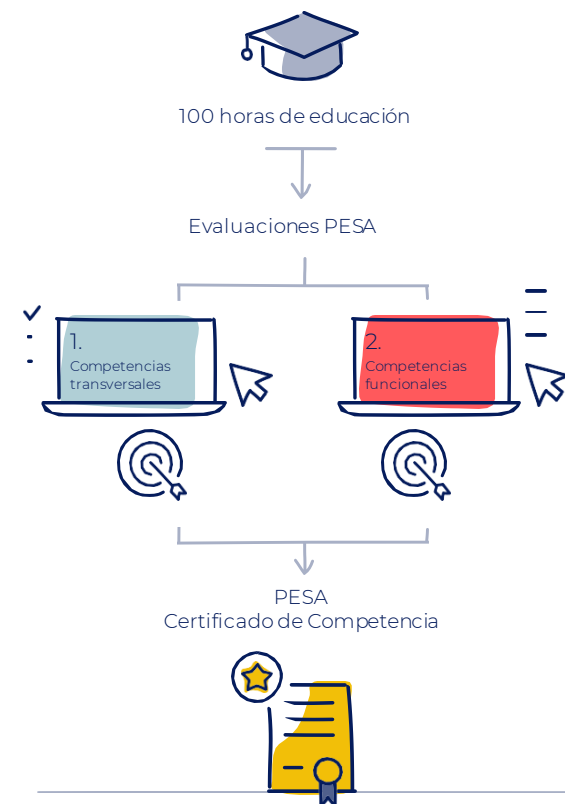 100 horas de educación
Evaluaciones PESA
1.
Competencias
transversales
2.
Competencias
funcionales
PESA
Certificado de Competencia